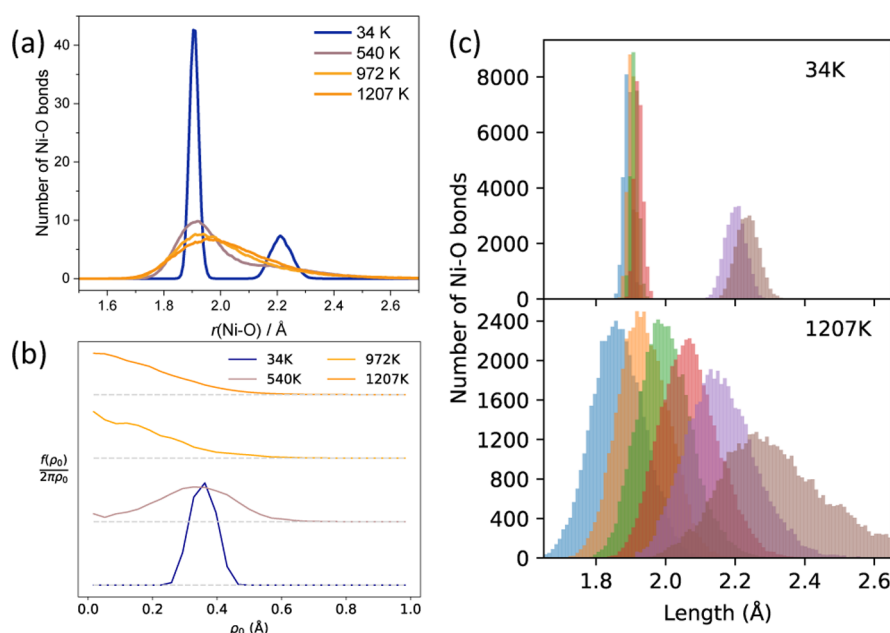 (a)
Number of Ni-O bonds
40
30
20
10
0
34 K
540 K
972 K
1207 K
1.6 1.8 2.0 2.2 2.4 2.6
r(Ni-O) / Å
(b)
f(ρ₀)
2πρ₀
34K 972K
540K 1207K
0.0 0.2 0.4 0.6 0.8 1.0
ρ₀ (Å)
(c)
Number of Ni-O bonds
8000
6000
4000
2000
0
34K
2400
2000
1600
1200
800
400
0
1207K
1.8 2.0 2.2 2.4 2.6
Length (Å)